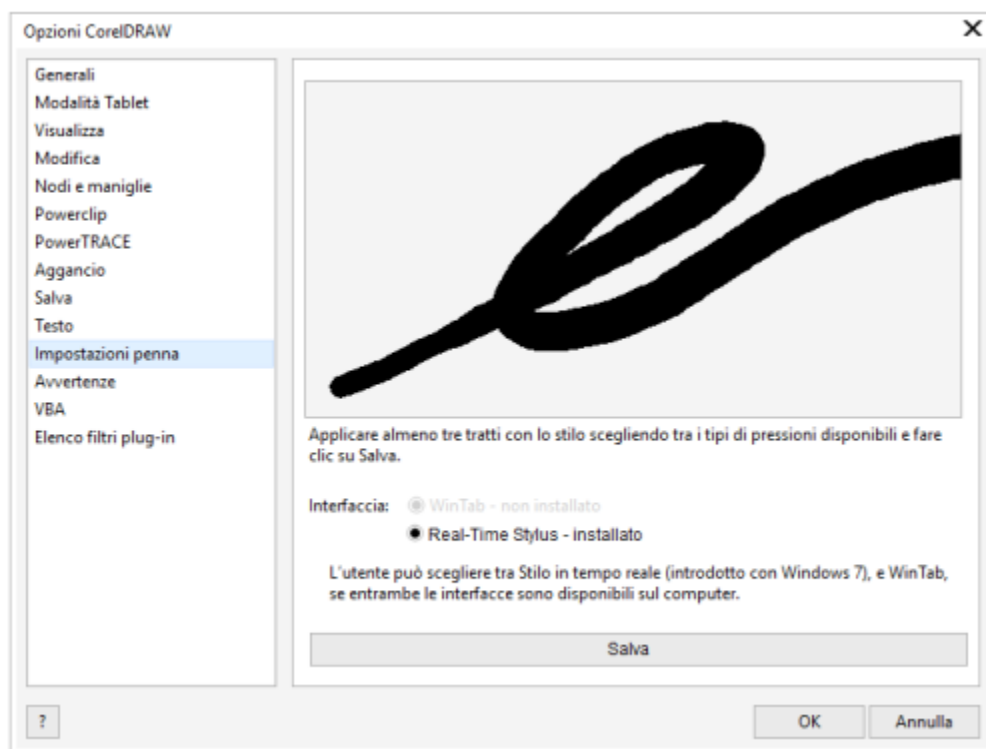 Opzioni CorelDRAW
Generali
Modalità Tablet
Visualizza
Modifica
Nodi e maniglie
Powerclip
PowerTRACE
Aggancio
Salva
Testo
Impostazioni penna
Avvertenze
VBA
Elenco filtri plug-in
Applicare almeno tre tratti con lo stilo scegliendo tra i tipi di pressioni disponibili e fare
clic su Salva.
Interfaccia: WinTab - non installato
Real-Time Stylus - installato
L'utente può scegliere tra Stilo in tempo reale (introdotto con Windows 7), e WinTab,
se entrambe le interfacce sono disponibili sul computer.
Salva
? OK Annulla